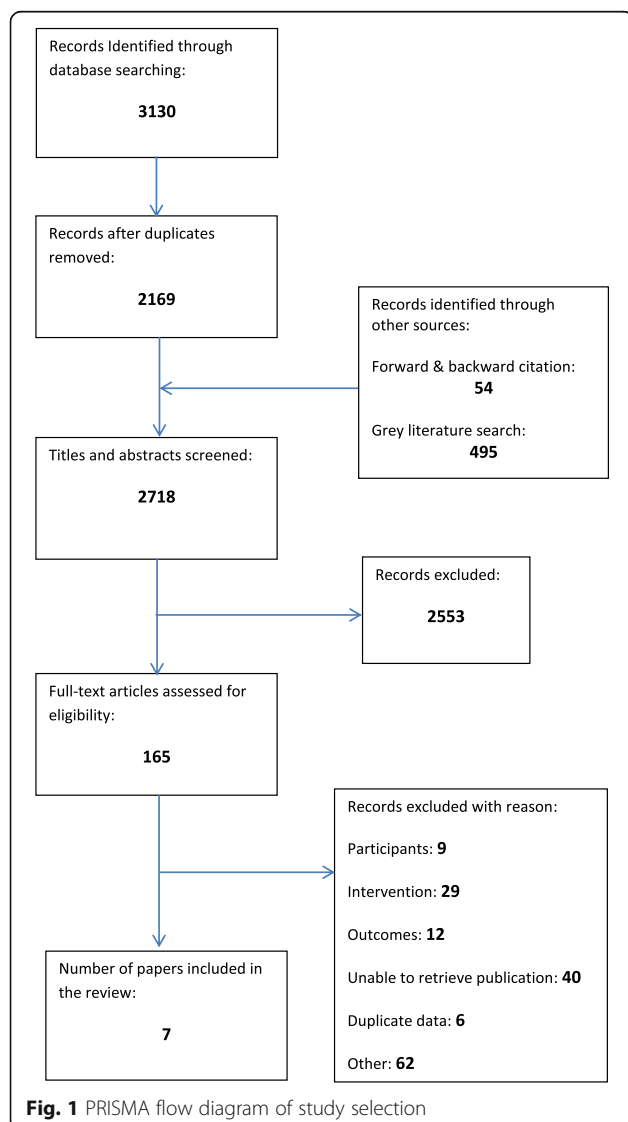 Records Identified through
database searching:
3130
Records after duplicates
removed:
2169
Records identified through
other sources:
Forward & backward citation:
54
Grey literature search:
495
Titles and abstracts screened:
2718
Records excluded:
2553
Full-text articles assessed for
eligibility:
165
Records excluded with reason:
Participants: 9
Intervention: 29
Outcomes: 12
Unable to retrieve publication: 40
Duplicate data: 6
Other: 62
Number of papers included in
the review:
7
Fig. 1 PRISMA flow diagram of study selection